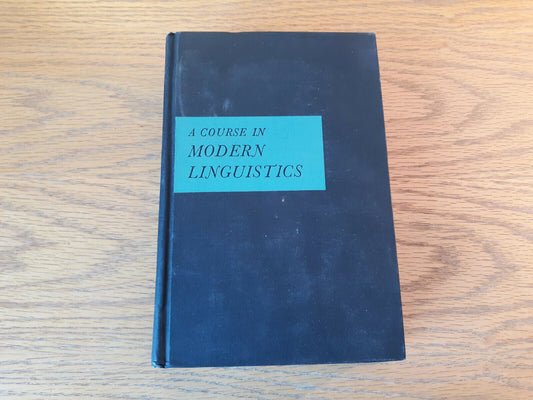 A COURSE IN
MODERN
LINGUISTICS